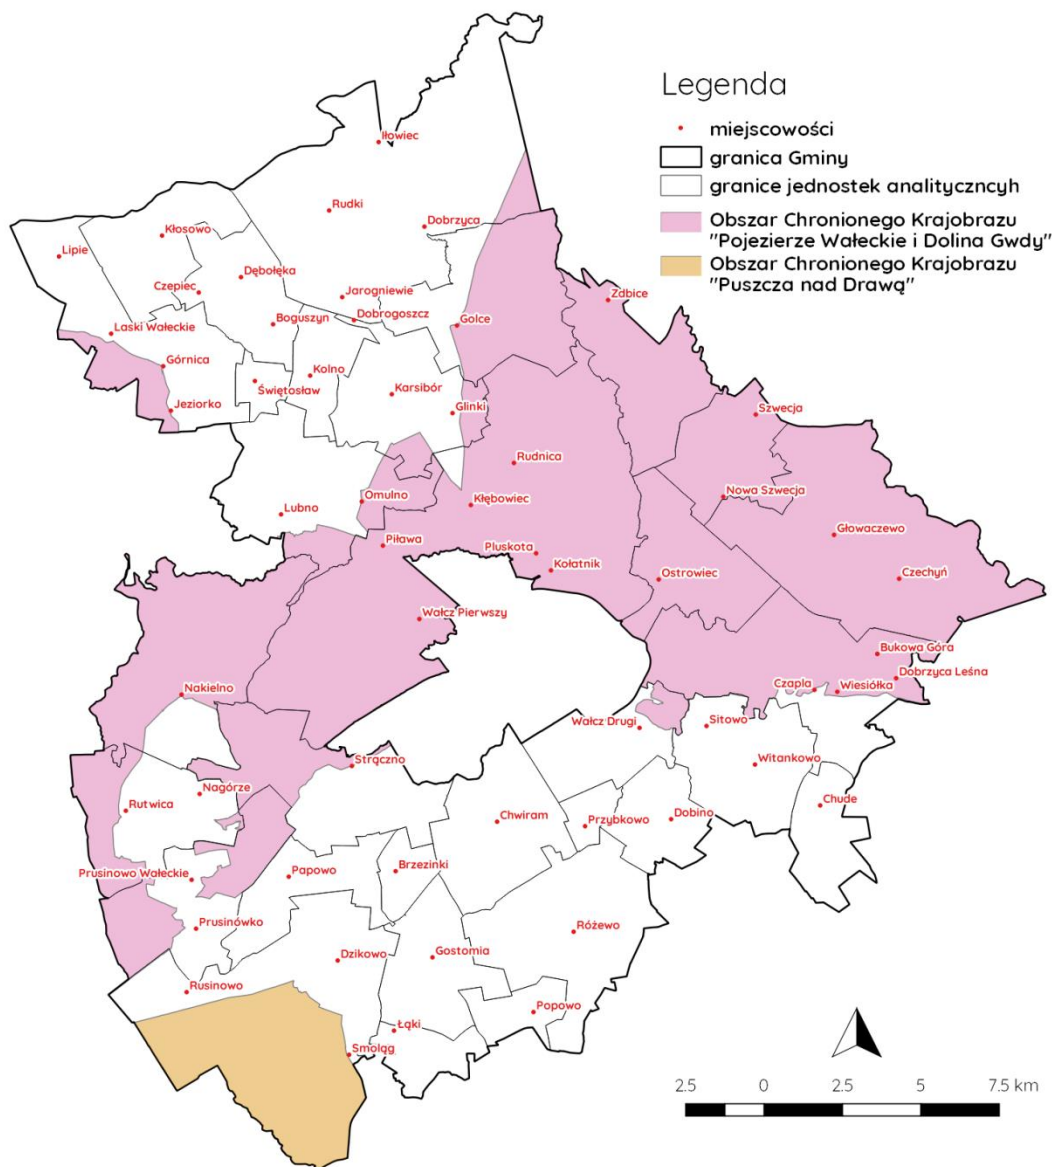 Legenda
miejscowości
granica Gminy
granice jednostek analityczncyh
Obszar Chronionego Krajobrazu
"Pojezierze Wałeckie i Dolina Gwdy"
Obszar Chronionego Krajobrazu
"Puszcza nad Drawą"
Iłowiec
Rudki
Dobrzyca
Kłosowo
Lipie
Dębołęka
Czepiec
Jarogniewie
Zdbice
Dobrogoszcz
Boguszyn
Golce
Laski Wałeckie
Górnica
Kolno
Świętosław
Karsibór
Jeziorko
Glinki
Szwecja
Rudnica
Omulno
Kłębowiec
Nowa Szwecja
Lubno
Głowaczewo
Piława
Pluskota
Kołatnik
Ostrowiec
Czechyń
Wałcz Pierwszy
Bukowa Góra
Dobrzyca Leśna
Nakielno
Czapla
Wiesiółka
Wałcz Drugi
Sitowo
Strączno
Witankowo
Nagórze
Rutwica
Chude
Chwiram
Przybkowo
Dobino
Prusinowo Wałeckie
Papowo
Brzezinki
Prusinówko
Różewo
Dzikowo
Gostomia
Rusinowo
Popowo
Łąki
Smoląg
2.5 0 2.5 5 7.5 km